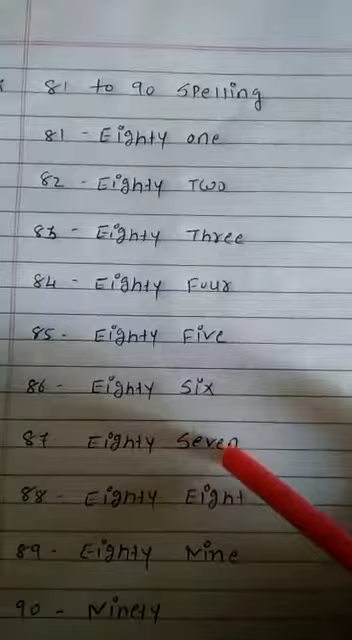 81 to 90 Spelling
81 - Eighty one
82 - Eighty Two
83 - Eighty Three
84 - Eighty Four
85 - Eighty Five
86 - Eighty Six
87 Eighty Seven
88 - Eighty Eight
89 - Eighty Nine
90 - Ninety